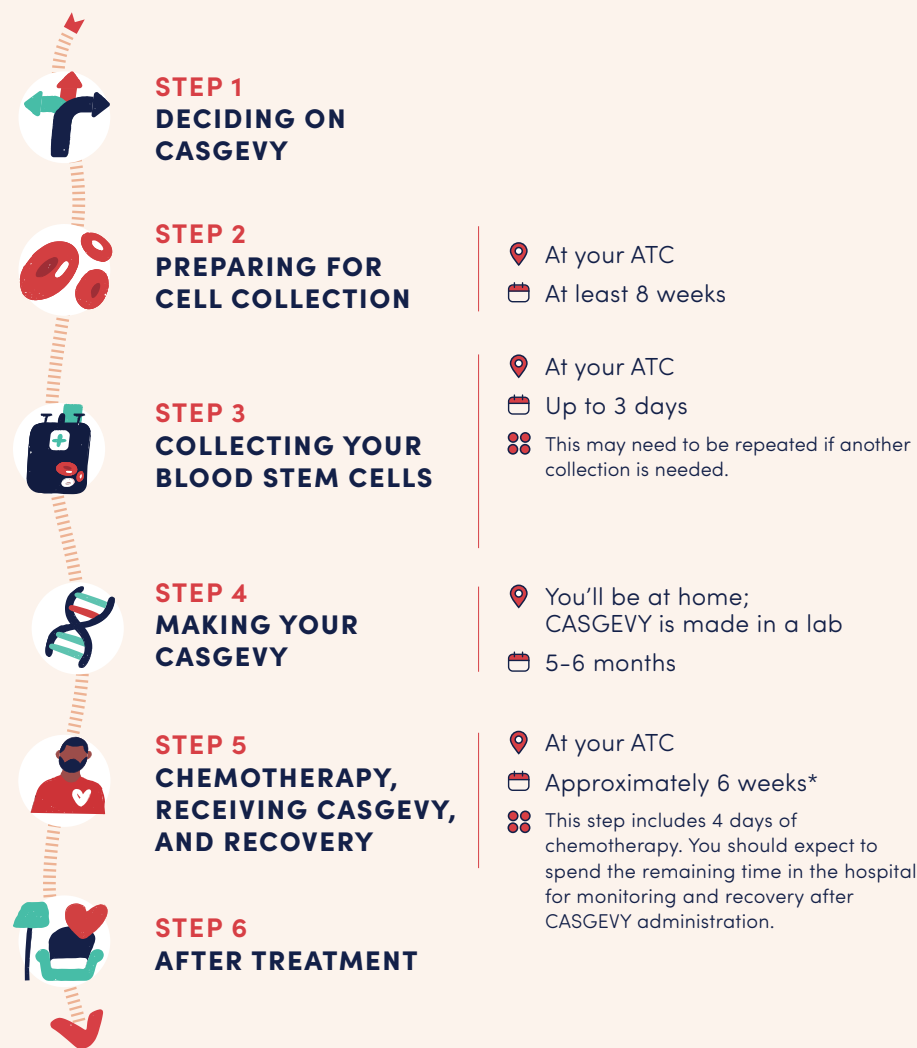 STEP 1
DECIDING ON
CASGEVY
STEP 2
PREPARING FOR
CELL COLLECTION
At your ATC
At least 8 weeks
STEP 3
COLLECTING YOUR
BLOOD STEM CELLS
At your ATC
Up to 3 days
This may need to be repeated if another
collection is needed.
STEP 4
MAKING YOUR
CASGEVY
You’ll be at home;
CASGEVY is made in a lab
5-6 months
STEP 5
CHEMOTHERAPY,
RECEIVING CASGEVY,
AND RECOVERY
At your ATC
Approximately 6 weeks*
This step includes 4 days of
chemotherapy. You should expect to
spend the remaining time in the hospital
for monitoring and recovery after
CASGEVY administration.
STEP 6
AFTER TREATMENT